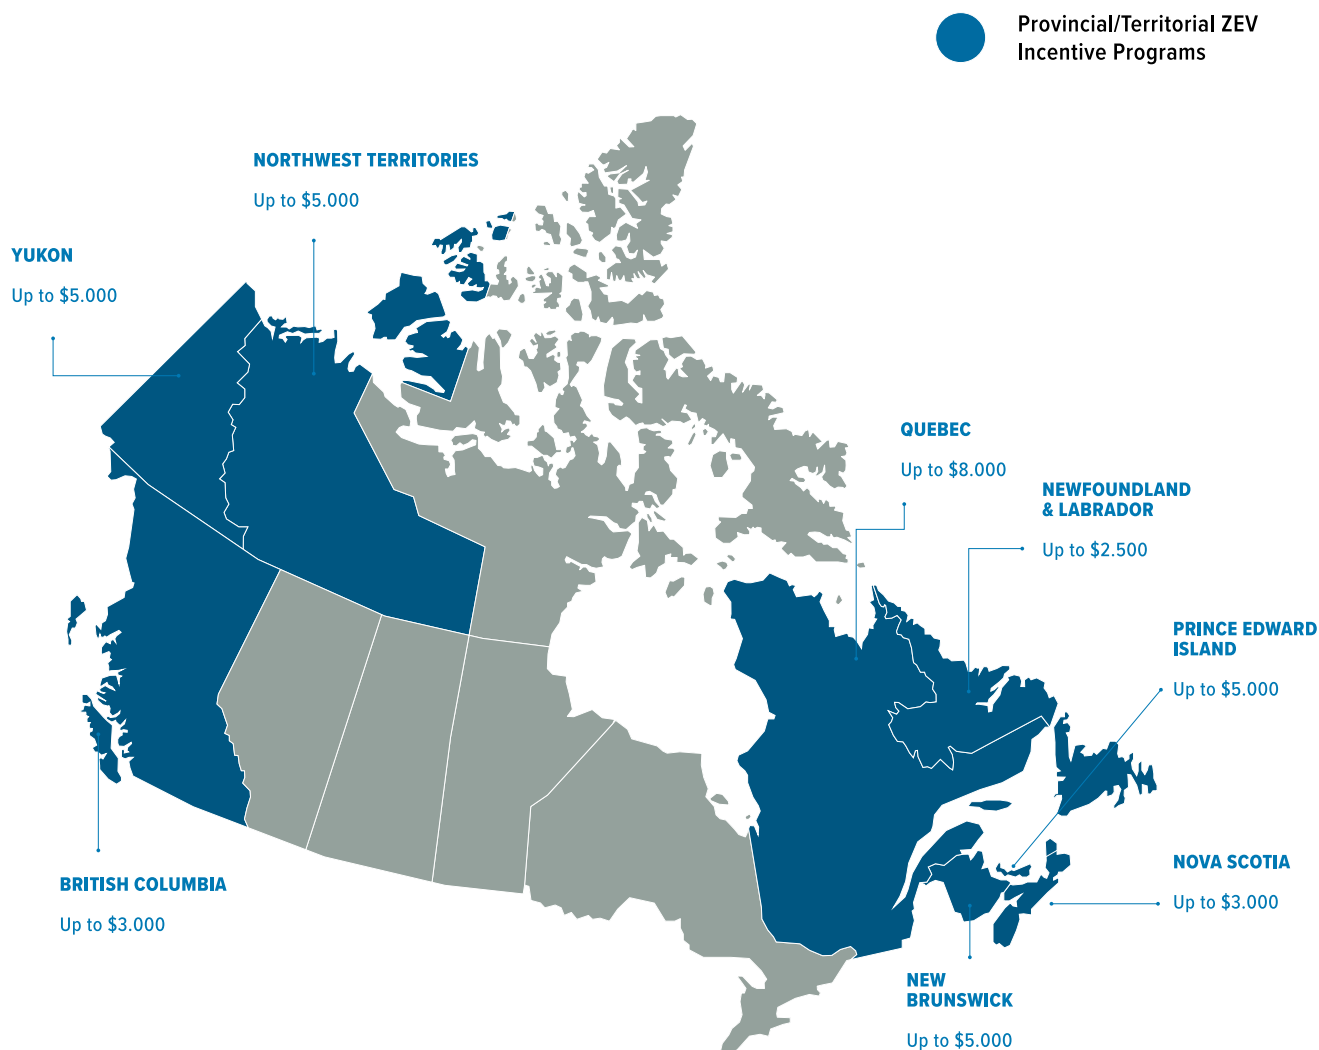 Provincial/Territorial ZEV
Incentive Programs
NORTHWEST TERRITORIES
Up to $5.000
YUKON
Up to $5.000
QUEBEC
Up to $8.000
NEWFOUNDLAND
& LABRADOR
Up to $2.500
PRINCE EDWARD
ISLAND
Up to $5.000
NOVA SCOTIA
Up to $3.000
BRITISH COLUMBIA
Up to $3.000
NEW
BRUNSWICK
Up to $5.000